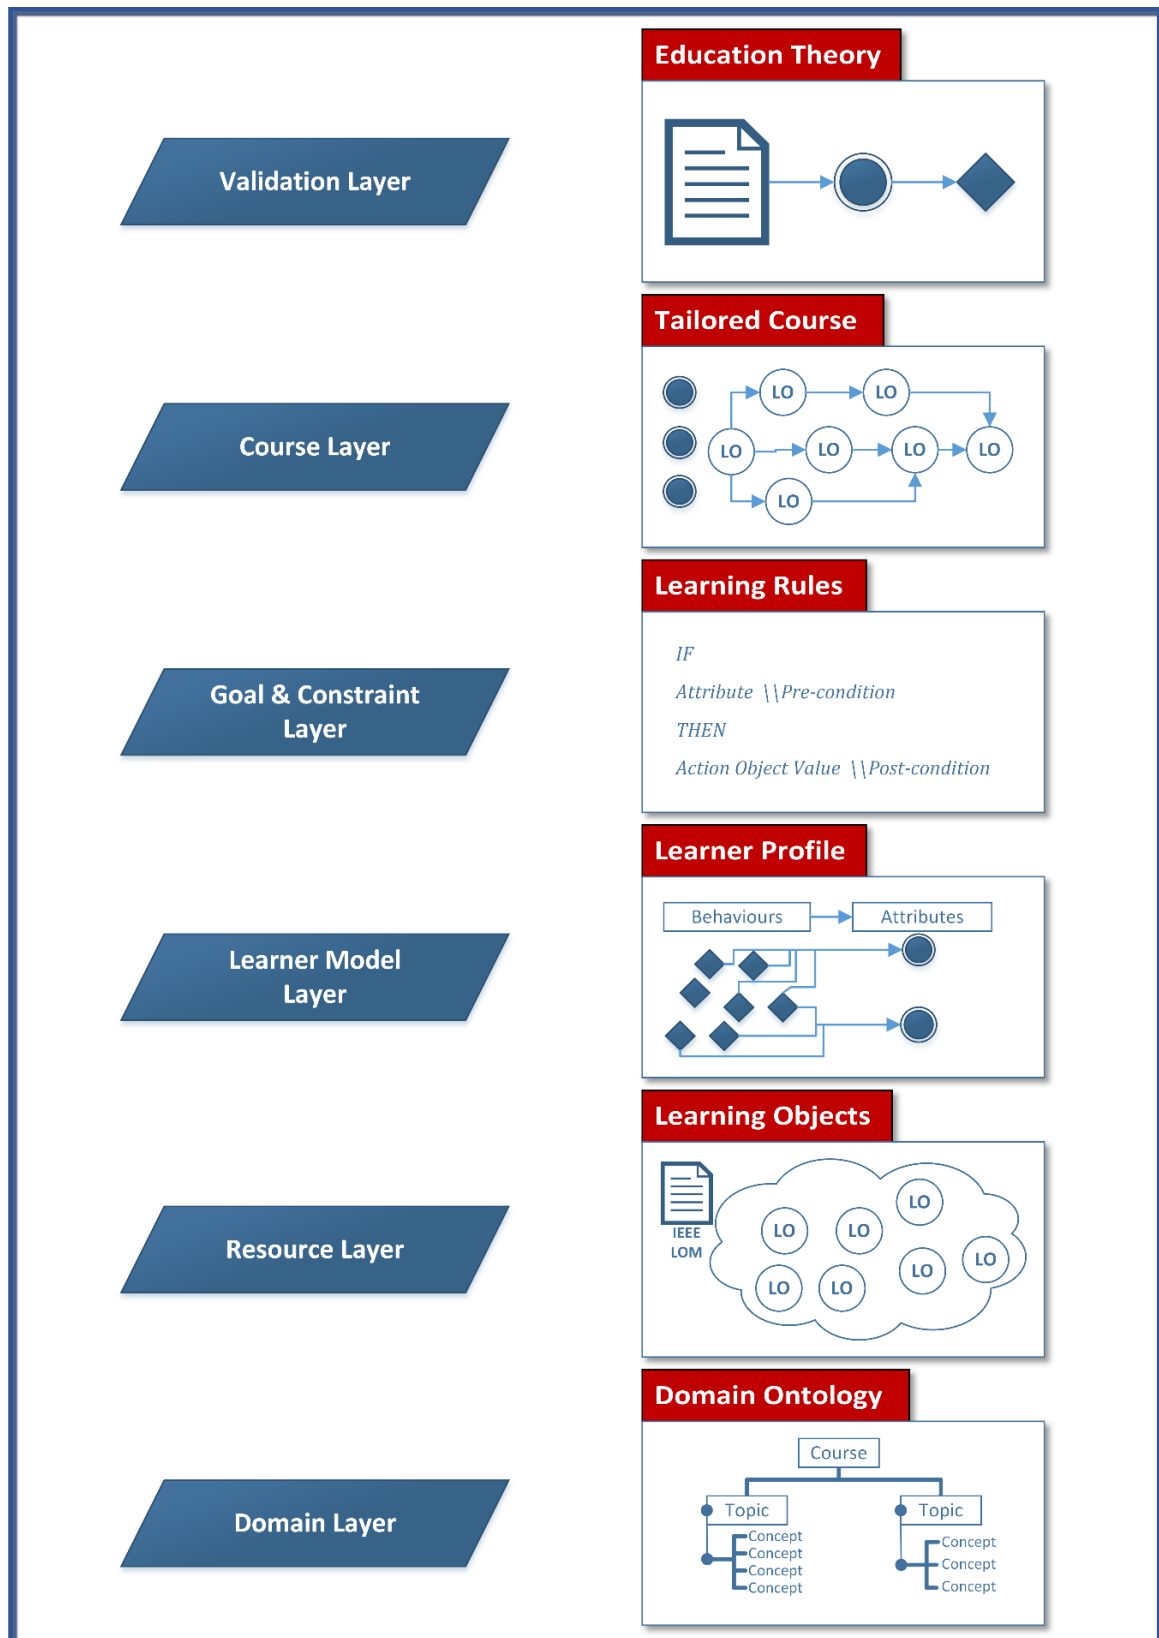 Education Theory
Validation Layer
Tailored Course
LO
LO
Course Layer
LO
LO
LO
LO
LO
Learning Rules
IF
Attribute \\Pre-condition
Goal & Constraint
Layer
THEN
Action Object Value \\Post-condition
Learner Profile
Behaviours
Attributes
Learner Model
Layer
Learning Objects
IEEE
LOM
LO
LO
LO
LO
LO
LO
LO
Resource Layer
Domain Ontology
Course
Topic
Topic
Domain Layer
Concept
Concept
Concept
Concept
Concept
Concept
Concept